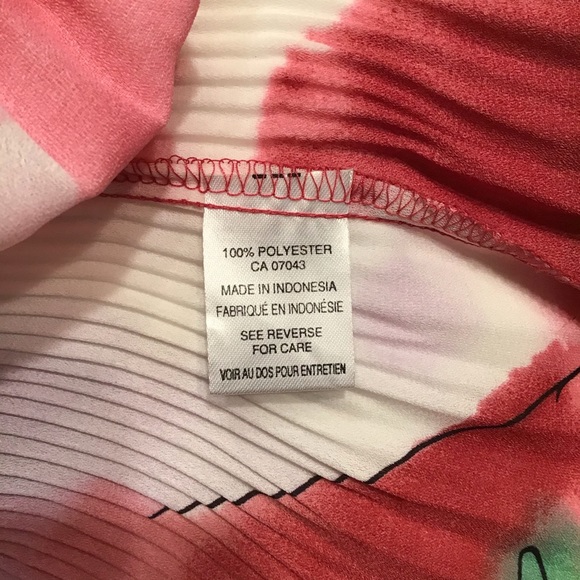 100% POLYESTER
CA 07043
MADE IN INDONESIA
FABRIQUÉ EN INDONÉSIE
SEE REVERSE
FOR CARE
VOIR AU DOS POUR ENTRETIEN